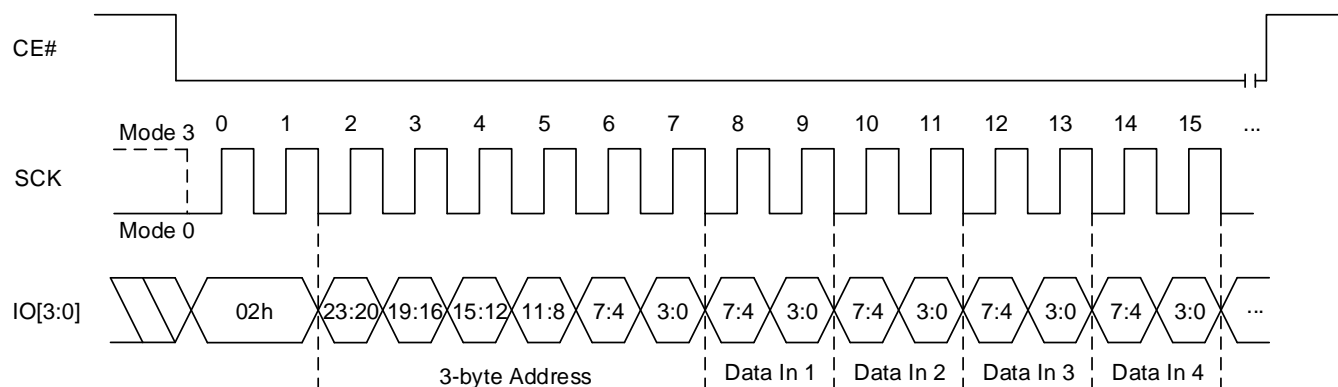 CE#
0 1 2 3 4 5 6 7 8 9 10 11 12 13 14 15 ...
Mode 3
SCK
Mode 0
IO[3:0] 02h 23:20 19:16 15:12 11:8 7:4 3:0 7:4 3:0 7:4 3:0 7:4 3:0 7:4 3:0 ...
3-byte Address Data In 1 Data In 2 Data In 3 Data In 4